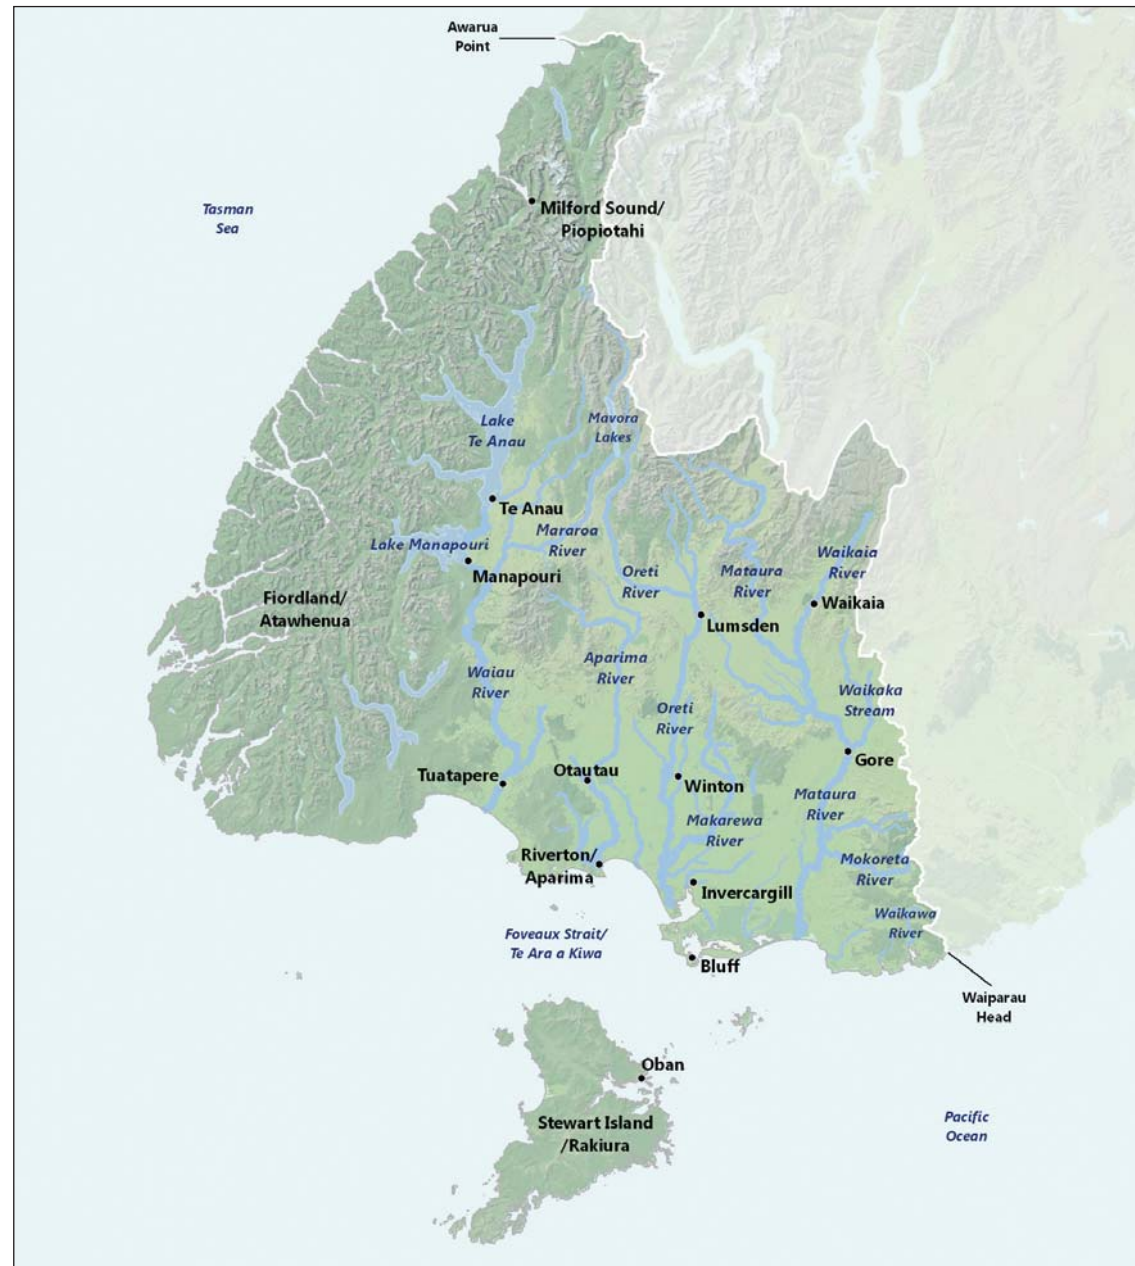 Awarua
Point
Tasman
Sea
Milford Sound/
Piopiotahi
Lake
Te Anau
Mavora
Lakes
Te Anau
Mararoa
River
Lake Manapouri
Manapouri
Waikaia
River
Oreti
River
Mataura
River
Fiordland/
Atawhenua
Waikaia
Lumsden
Waiau
River
Aparima
River
Waikaka
Stream
Oreti
River
Gore
Tuatapere
Otautau
Winton
Mataura
River
Makarewa
River
Riverton/
Aparima
Mokoreta
River
Invercargill
Waikawa
River
Foveaux Strait/
Te Ara a Kiwa
Bluff
Waiparau
Head
Oban
Stewart Island
/Rakiura
Pacific
Ocean